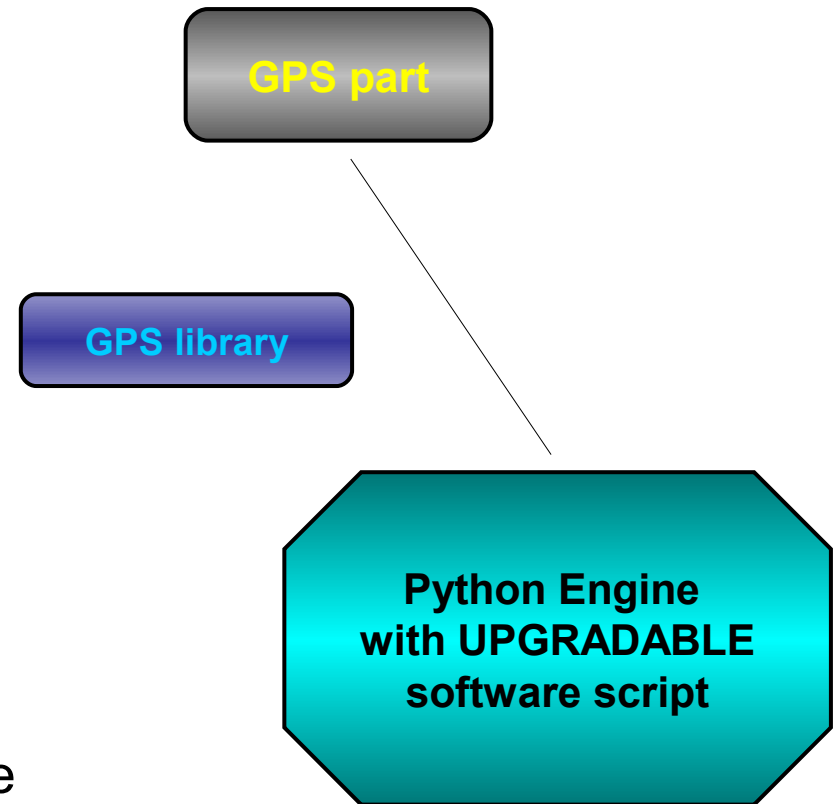 GPS part
GPS library
Python Engine
with UPGRADABLE
software script
e